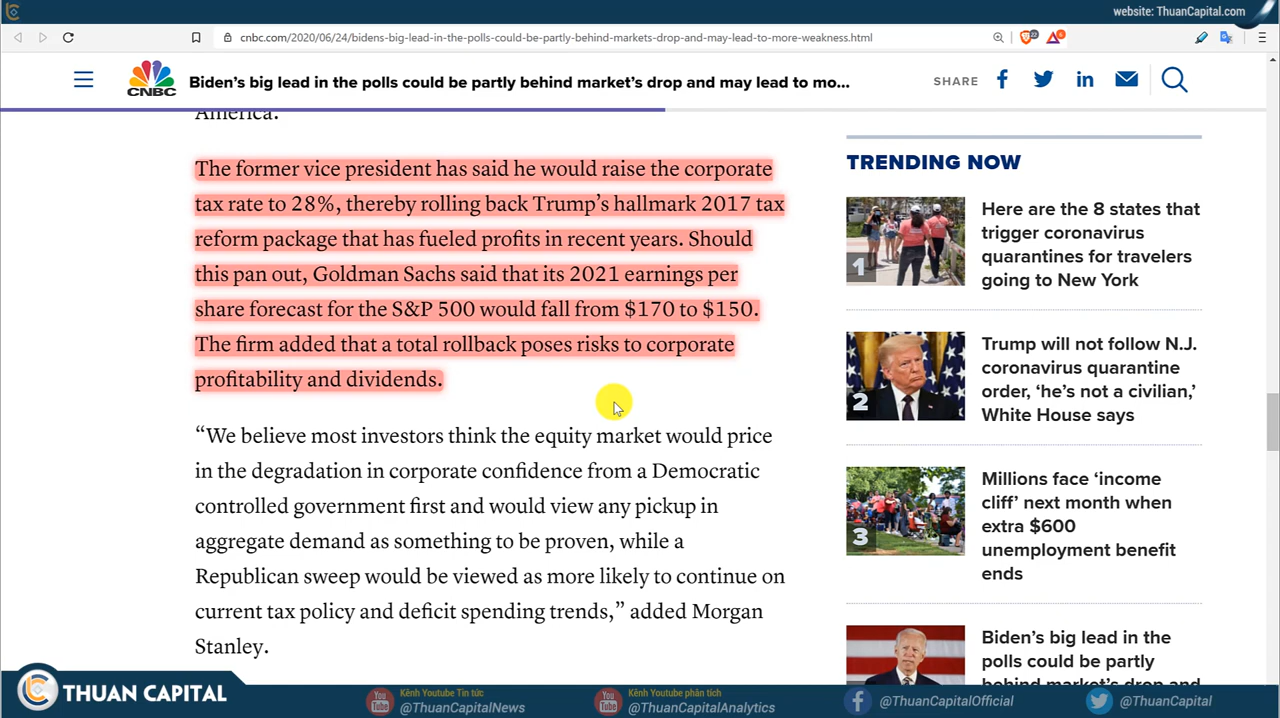 website: ThuanCapital.com
cnbc.com/2020/06/24/bidens-big-lead-in-the-polls-could-be-partly-behind-markets-drop-and-may-lead-to-more-weakness.html
CNBC
Biden’s big lead in the polls could be partly behind market’s drop and may lead to mo...
SHARE
America.
The former vice president has said he would raise the corporate
tax rate to 28%, thereby rolling back Trump’s hallmark 2017 tax
reform package that has fueled profits in recent years. Should
this pan out, Goldman Sachs said that its 2021 earnings per
share forecast for the S&P 500 would fall from $170 to $150.
The firm added that a total rollback poses risks to corporate
profitability and dividends.
“We believe most investors think the equity market would price
in the degradation in corporate confidence from a Democratic
controlled government first and would view any pickup in
aggregate demand as something to be proven, while a
Republican sweep would be viewed as more likely to continue on
current tax policy and deficit spending trends,” added Morgan
Stanley.
TRENDING NOW
1
Here are the 8 states that
trigger coronavirus
quarantines for travelers
going to New York
2
Trump will not follow N.J.
coronavirus quarantine
order, ‘he’s not a civilian,’
White House says
3
Millions face ‘income
cliff’ next month when
extra $600
unemployment benefit
ends
Biden’s big lead in the
polls could be partly
behind market’s drop and
THUAN CAPITAL
You Tube
Kênh Youtube Tin tức
@ThuanCapitalNews
You Tube
Kênh Youtube phân tích
@ThuanCapitalAnalytics
@ThuanCapitalOfficial
@ThuanCapital